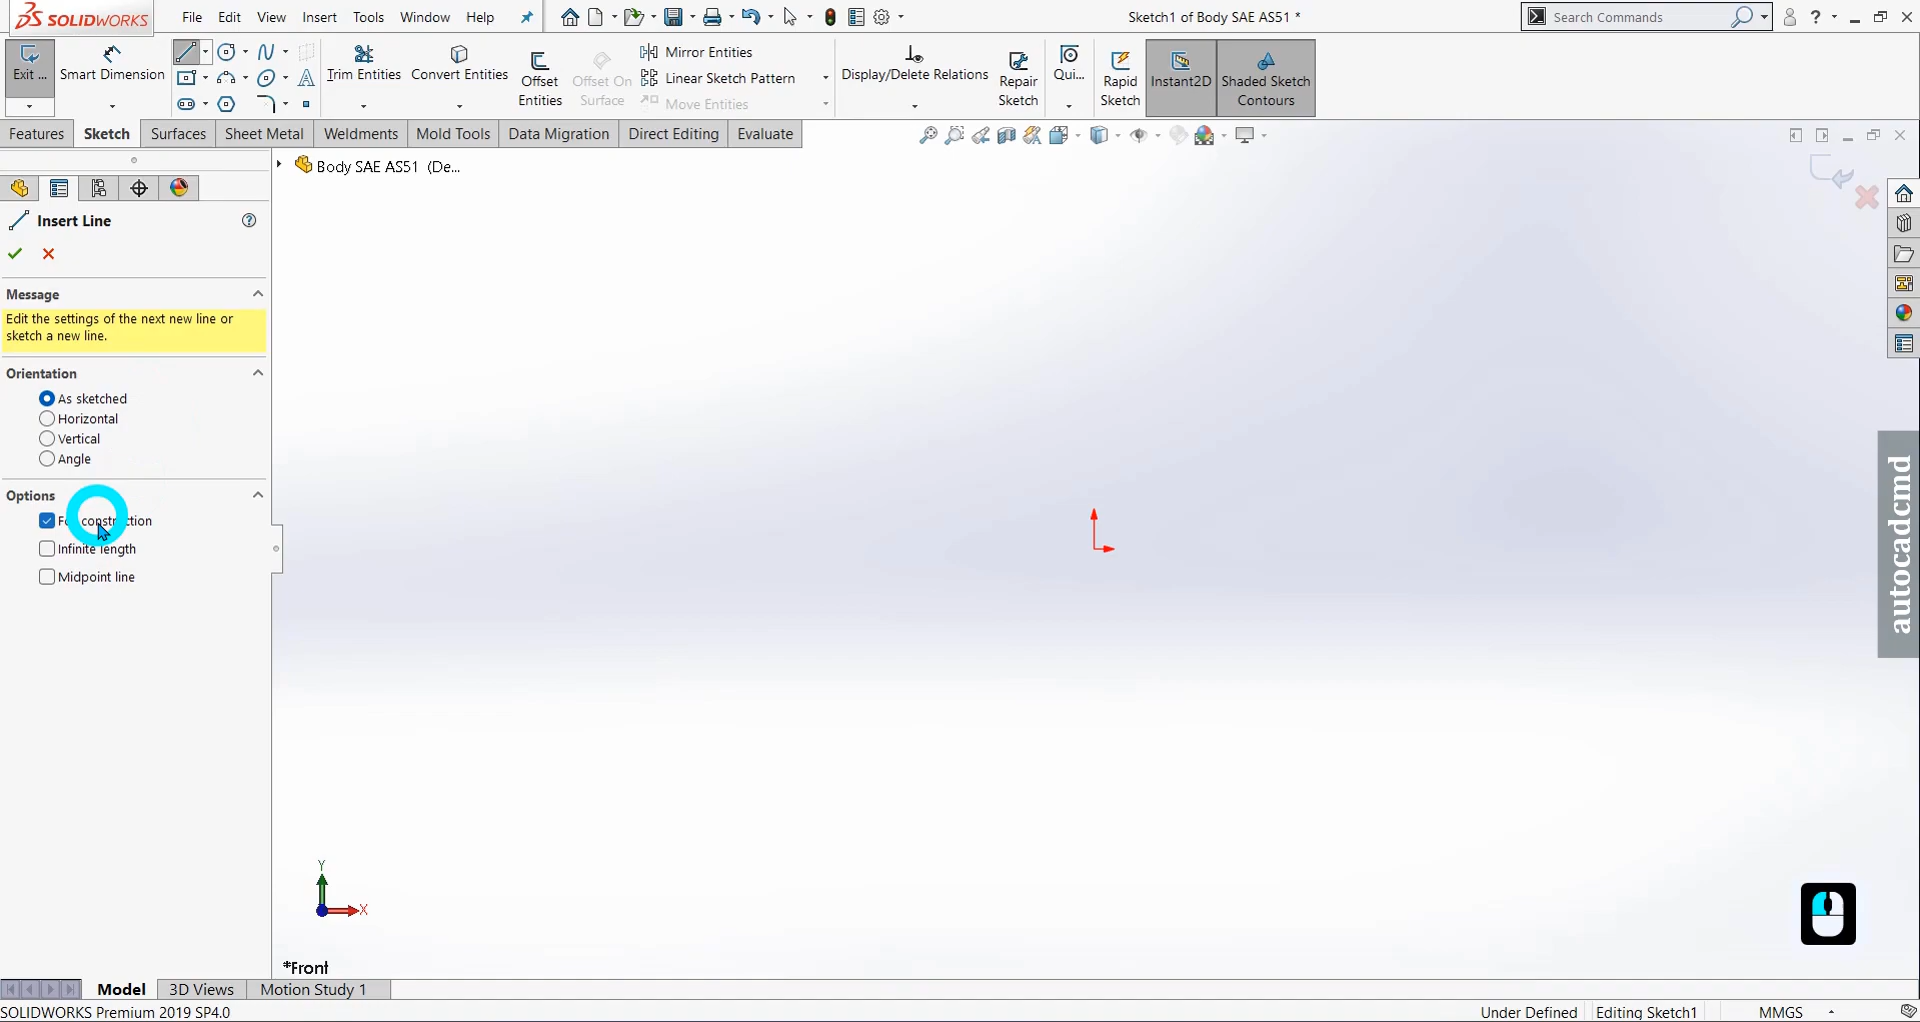 SOLIDWORKS
File Edit View Insert Tools Window Help
Sketch1 of Body SAE AS51 *
Search Commands
?
Exit ...
Smart Dimension
Trim Entities
Convert Entities
Offset
Entities
Offset On
Surface
Mirror Entities
Linear Sketch Pattern
Move Entities
Display/Delete Relations
Repair
Sketch
Qui...
Rapid
Sketch
Instant2D
Shaded Sketch
Contours
Features Sketch Surfaces Sheet Metal Weldments Mold Tools Data Migration Direct Editing Evaluate
Body SAE AS51 (De...
Insert Line
?
Message
Edit the settings of the next new line or
sketch a new line.
Orientation
As sketched
Horizontal
Vertical
Angle
Options
For construction
Infinite length
Midpoint line
autocadcmd
Y
X
*Front
Model 3D Views Motion Study 1
SOLIDWORKS Premium 2019 SP4.0
Under Defined Editing Sketch1 MMGS